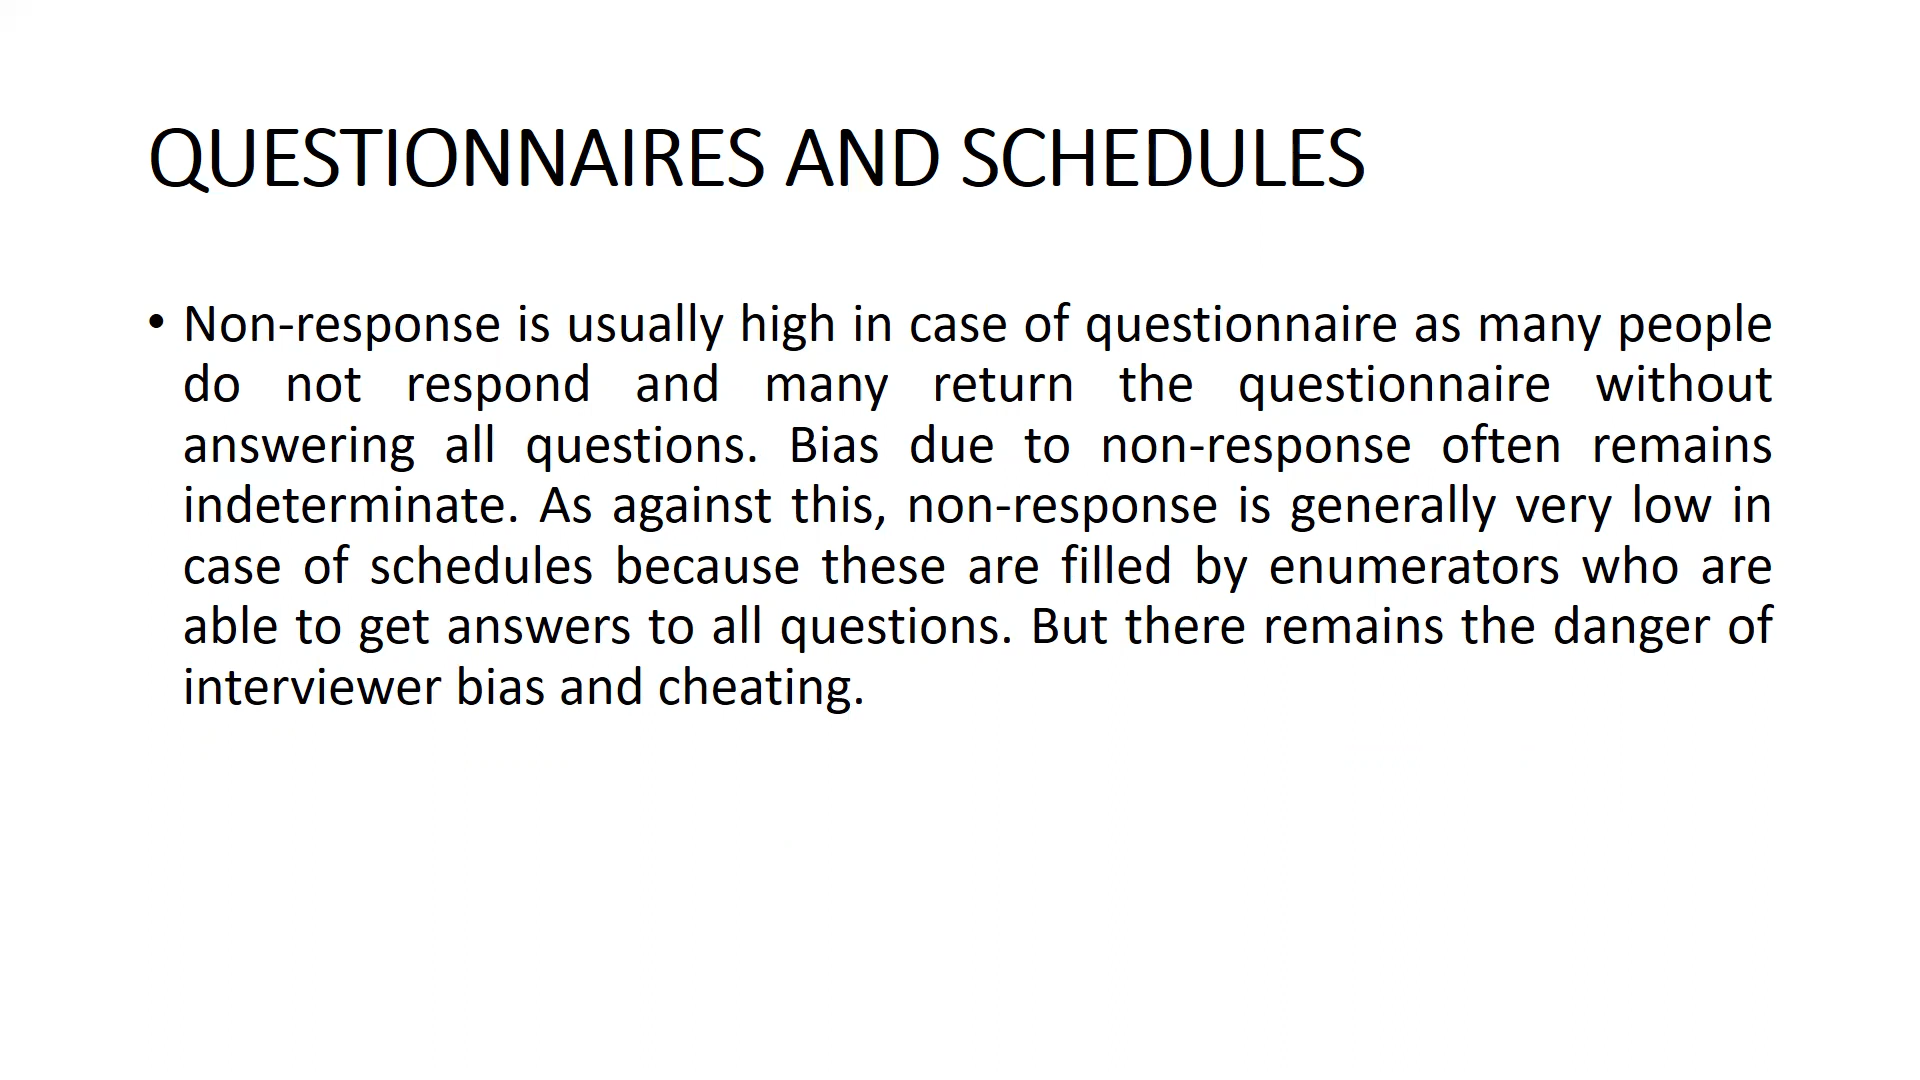 QUESTIONNAIRES AND SCHEDULES
• Non-response is usually high in case of questionnaire as many people
do not respond and many return the questionnaire without
answering all questions. Bias due to non-response often remains
indeterminate. As against this, non-response is generally very low in
case of schedules because these are filled by enumerators who are
able to get answers to all questions. But there remains the danger of
interviewer bias and cheating.